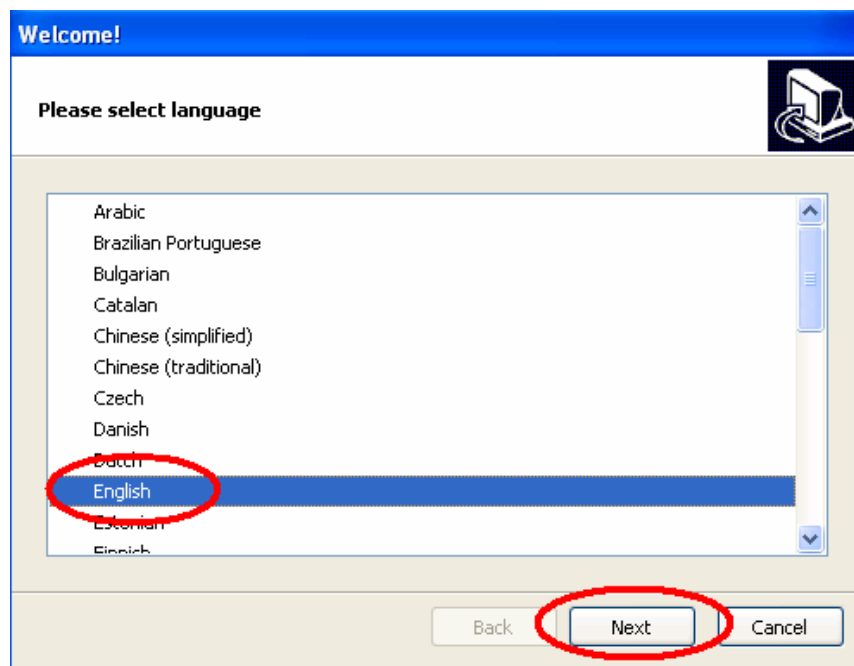 Welcome!
Please select language
Arabic
Brazilian Portuguese
Bulgarian
Catalan
Chinese (simplified)
Chinese (traditional)
Czech
Danish
Dutch
English
Estonian
Finnish
Back Next Cancel